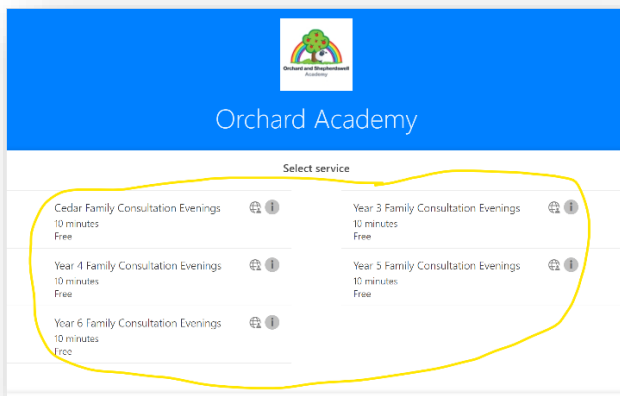 Orchard and Shepherdswell
Academy
Orchard Academy
Select service
Cedar Family Consultation Evenings
10 minutes
Free
Year 3 Family Consultation Evenings
10 minutes
Free
Year 4 Family Consultation Evenings
10 minutes
Free
Year 5 Family Consultation Evenings
10 minutes
Free
Year 6 Family Consultation Evenings
10 minutes
Free